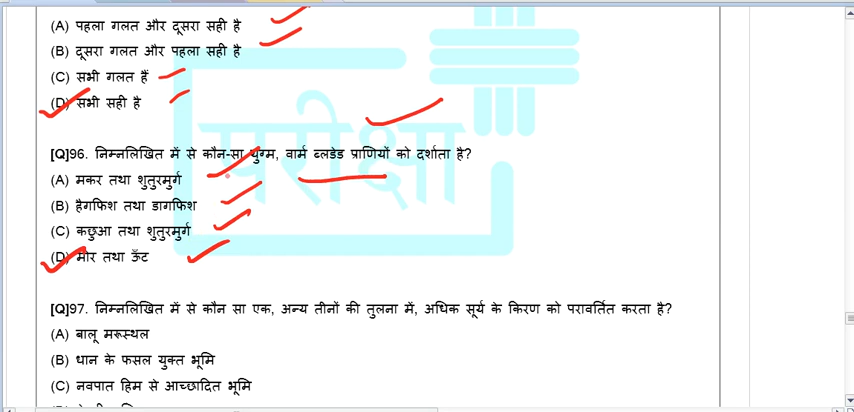 (A) पहला गलत और दूसरा सही है
(B) दूसरा गलत और पहला सही है
(C) सभी गलत हैं
(D) सभी सही है
परीक्षा
[Q]96. निम्नलिखित में से कौन-सा युग्म, वार्म ब्लडेड प्राणियों को दर्शाता है?
(A) मकर तथा शुतुरमुर्ग
(B) हैगफिश तथा डागफिश
(C) कछुआ तथा शुतुरमुर्ग
(D) मोर तथा ऊँट
[Q]97. निम्नलिखित में से कौन सा एक, अन्य तीनों की तुलना में, अधिक सूर्य के किरण को परावर्तित करता है?
(A) बालू मरूस्थल
(B) धान के फसल युक्त भूमि
(C) नवपात हिम से आच्छादित भूमि